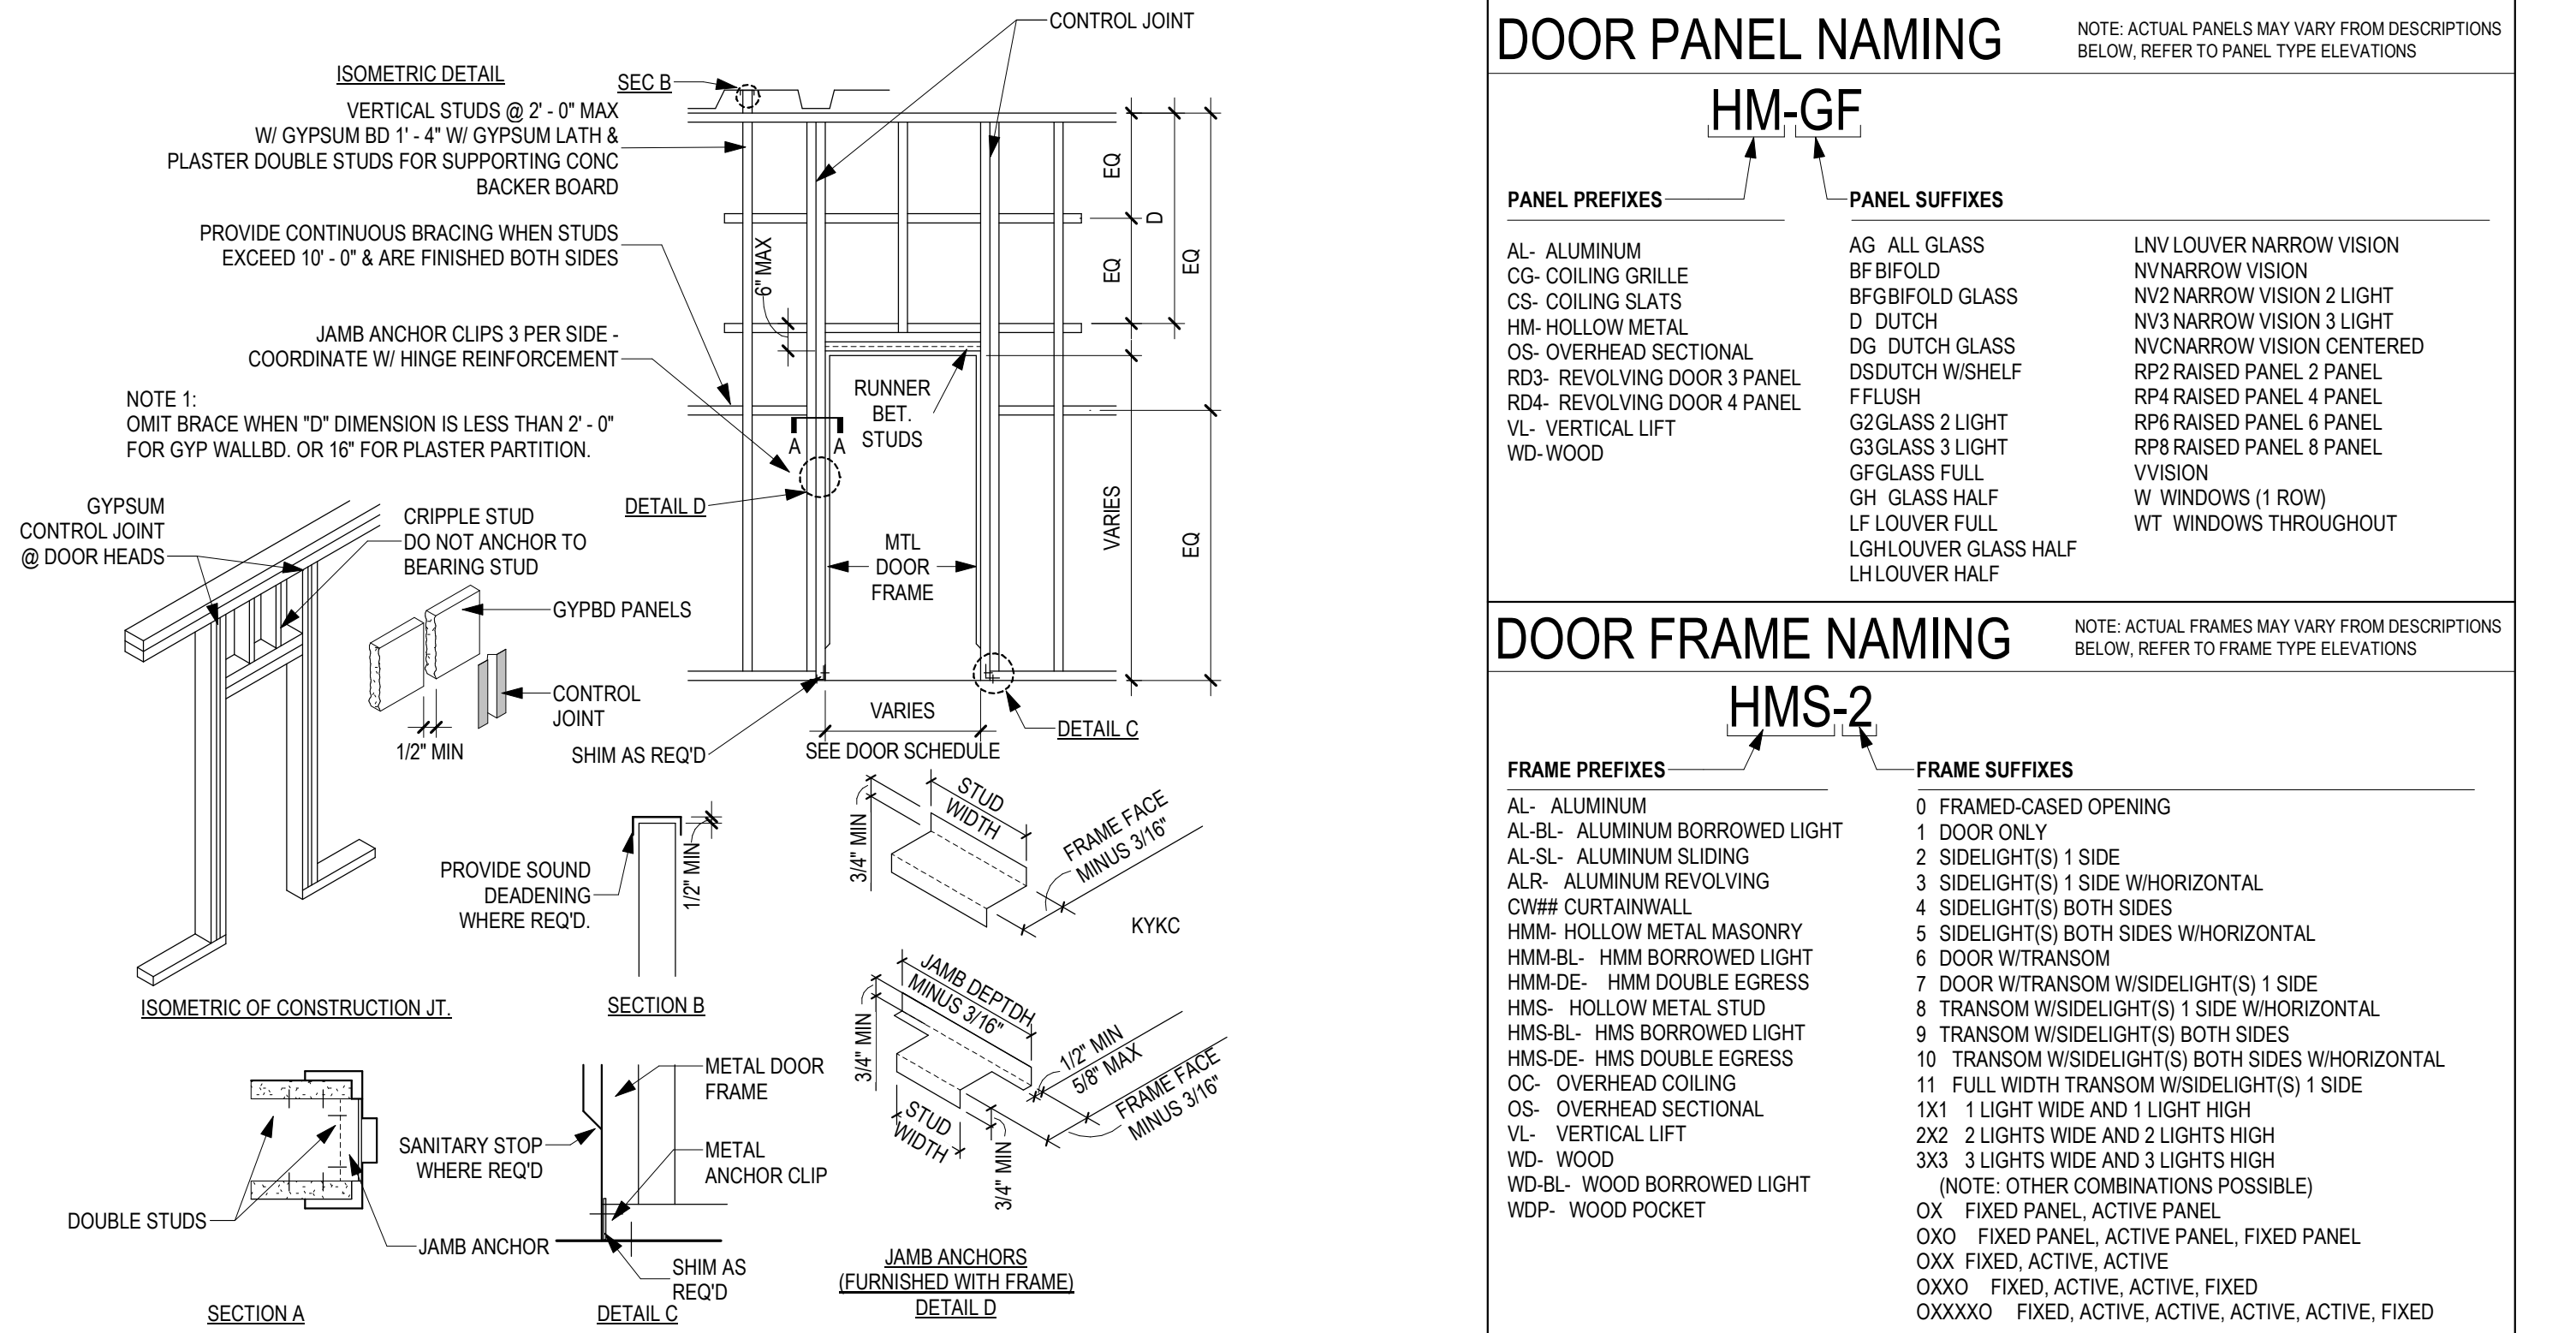 CONTROL JOINT
ISOMETRIC DETAIL
SEC B
VERTICAL STUDS @ 2' - 0" MAX
W/ GYPSUM BD 1' - 4" W/ GYPSUM LATH &
PLASTER DOUBLE STUDS FOR SUPPORTING CONC
BACKER BOARD
PROVIDE CONTINUOUS BRACING WHEN STUDS
EXCEED 10' - 0" & ARE FINISHED BOTH SIDES
JAMB ANCHOR CLIPS 3 PER SIDE -
COORDINATE W/ HINGE REINFORCEMENT
NOTE 1:
OMIT BRACE WHEN "D" DIMENSION IS LESS THAN 2' - 0"
FOR GYP WALLBD. OR 16" FOR PLASTER PARTITION.
6" MAX
EQ
EQ
D
EQ
VARIES
EQ
RUNNER
BET.
STUDS
A
A
DETAIL D
MTL
DOOR
FRAME
VARIES
SEE DOOR SCHEDULE
DETAIL C
SHIM AS REQ'D
GYPSUM
CONTROL JOINT
@ DOOR HEADS
CRIPPLE STUD
DO NOT ANCHOR TO
BEARING STUD
GYPBD PANELS
CONTROL
JOINT
1/2" MIN
ISOMETRIC OF CONSTRUCTION JT.
PROVIDE SOUND
DEADENING
WHERE REQ'D.
1/2" MIN
SECTION B
STUD
WIDTH
3/4" MIN
FRAME FACE
MINUS 3/16"
KYKC
JAMB DEPTDH
MINUS 3/16"
3/4" MIN
1/2" MIN
5/8" MAX
FRAME FACE
MINUS 3/16"
STUD
WIDTH
3/4" MIN
JAMB ANCHORS
(FURNISHED WITH FRAME)
DETAIL D
DOUBLE STUDS
JAMB ANCHOR
SECTION A
METAL DOOR
FRAME
SANITARY STOP
WHERE REQ'D
METAL
ANCHOR CLIP
SHIM AS
REQ'D
DETAIL C
DOOR PANEL NAMING
NOTE: ACTUAL PANELS MAY VARY FROM DESCRIPTIONS
BELOW, REFER TO PANEL TYPE ELEVATIONS
HM-GF
PANEL PREFIXES
AL- ALUMINUM
CG- COILING GRILLE
CS- COILING SLATS
HM- HOLLOW METAL
OS- OVERHEAD SECTIONAL
RD3- REVOLVING DOOR 3 PANEL
RD4- REVOLVING DOOR 4 PANEL
VL- VERTICAL LIFT
WD- WOOD
PANEL SUFFIXES
AG ALL GLASS
BF BIFOLD
BFGBIFOLD GLASS
D DUTCH
DG DUTCH GLASS
DSDUTCH W/SHELF
FFLUSH
G2GLASS 2 LIGHT
G3GLASS 3 LIGHT
GFGLASS FULL
GH GLASS HALF
LF LOUVER FULL
LGHLOUVER GLASS HALF
LH LOUVER HALF
LNV LOUVER NARROW VISION
NVNARROW VISION
NV2 NARROW VISION 2 LIGHT
NV3 NARROW VISION 3 LIGHT
NVCNARROW VISION CENTERED
RP2 RAISED PANEL 2 PANEL
RP4 RAISED PANEL 4 PANEL
RP6 RAISED PANEL 6 PANEL
RP8 RAISED PANEL 8 PANEL
VVISION
W WINDOWS (1 ROW)
WT WINDOWS THROUGHOUT
DOOR FRAME NAMING
NOTE: ACTUAL FRAMES MAY VARY FROM DESCRIPTIONS
BELOW, REFER TO FRAME TYPE ELEVATIONS
HMS-2
FRAME PREFIXES
AL- ALUMINUM
AL-BL- ALUMINUM BORROWED LIGHT
AL-SL- ALUMINUM SLIDING
ALR- ALUMINUM REVOLVING
CW## CURTAINWALL
HMM- HOLLOW METAL MASONRY
HMM-BL- HMM BORROWED LIGHT
HMM-DE- HMM DOUBLE EGRESS
HMS- HOLLOW METAL STUD
HMS-BL- HMS BORROWED LIGHT
HMS-DE- HMS DOUBLE EGRESS
OC- OVERHEAD COILING
OS- OVERHEAD SECTIONAL
VL- VERTICAL LIFT
WD- WOOD
WD-BL- WOOD BORROWED LIGHT
WDP- WOOD POCKET
FRAME SUFFIXES
0 FRAMED-CASED OPENING
1 DOOR ONLY
2 SIDELIGHT(S) 1 SIDE
3 SIDELIGHT(S) 1 SIDE W/HORIZONTAL
4 SIDELIGHT(S) BOTH SIDES
5 SIDELIGHT(S) BOTH SIDES W/HORIZONTAL
6 DOOR W/TRANSOM
7 DOOR W/TRANSOM W/SIDELIGHT(S) 1 SIDE
8 TRANSOM W/SIDELIGHT(S) 1 SIDE W/HORIZONTAL
9 TRANSOM W/SIDELIGHT(S) BOTH SIDES
10 TRANSOM W/SIDELIGHT(S) BOTH SIDES W/HORIZONTAL
11 FULL WIDTH TRANSOM W/SIDELIGHT(S) 1 SIDE
1X1 1 LIGHT WIDE AND 1 LIGHT HIGH
2X2 2 LIGHTS WIDE AND 2 LIGHTS HIGH
3X3 3 LIGHTS WIDE AND 3 LIGHTS HIGH
(NOTE: OTHER COMBINATIONS POSSIBLE)
OX FIXED PANEL, ACTIVE PANEL
OXO FIXED PANEL, ACTIVE PANEL, FIXED PANEL
OXX FIXED, ACTIVE, ACTIVE
OXXO FIXED, ACTIVE, ACTIVE, FIXED
OXXXXO FIXED, ACTIVE, ACTIVE, ACTIVE, ACTIVE, FIXED